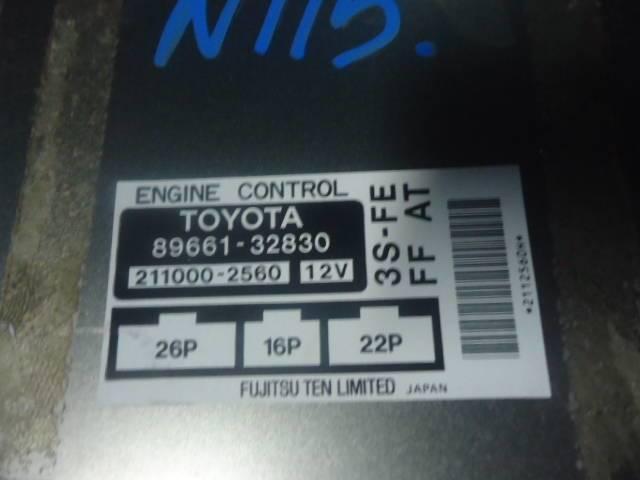 N115.
ENGINE CONTROL
TOYOTA
89661-32830
211000-2560 12V
3S-FE
FF AT
26P 16P 22P
FUJITSU TEN LIMITED JAPAN